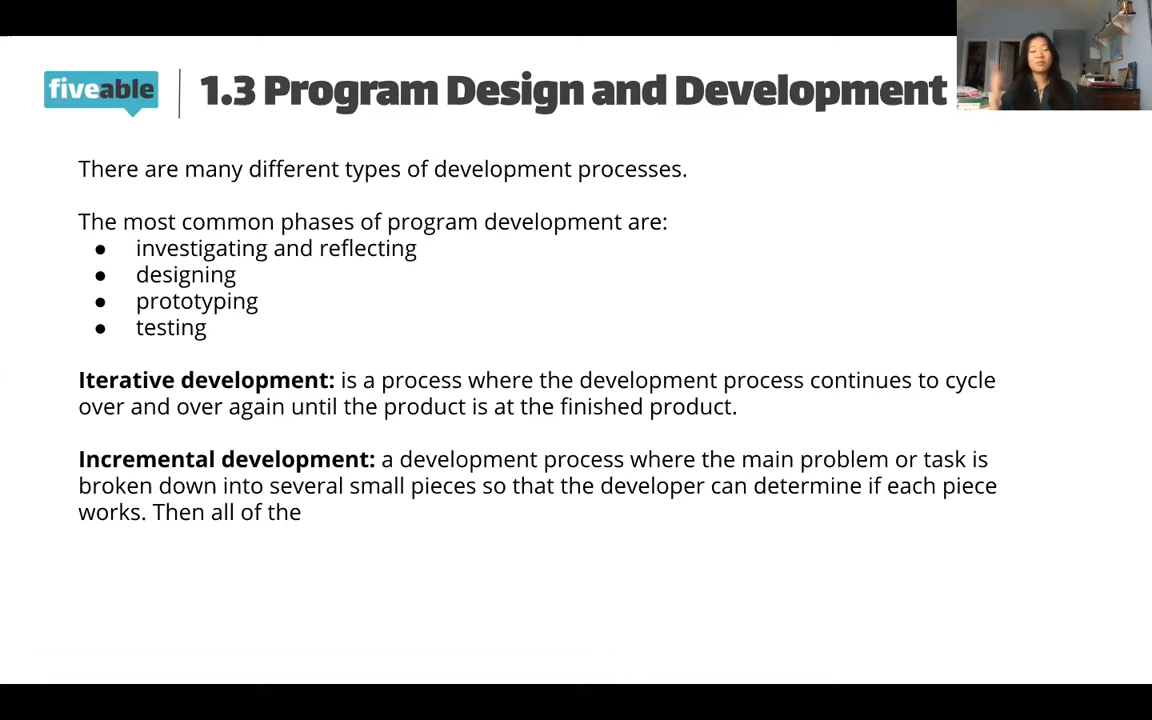 fiveable
1.3 Program Design and Development
There are many different types of development processes.
The most common phases of program development are:
● investigating and reflecting
● designing
● prototyping
● testing
Iterative development: is a process where the development process continues to cycle
over and over again until the product is at the finished product.
Incremental development: a development process where the main problem or task is
broken down into several small pieces so that the developer can determine if each piece
works. Then all of the